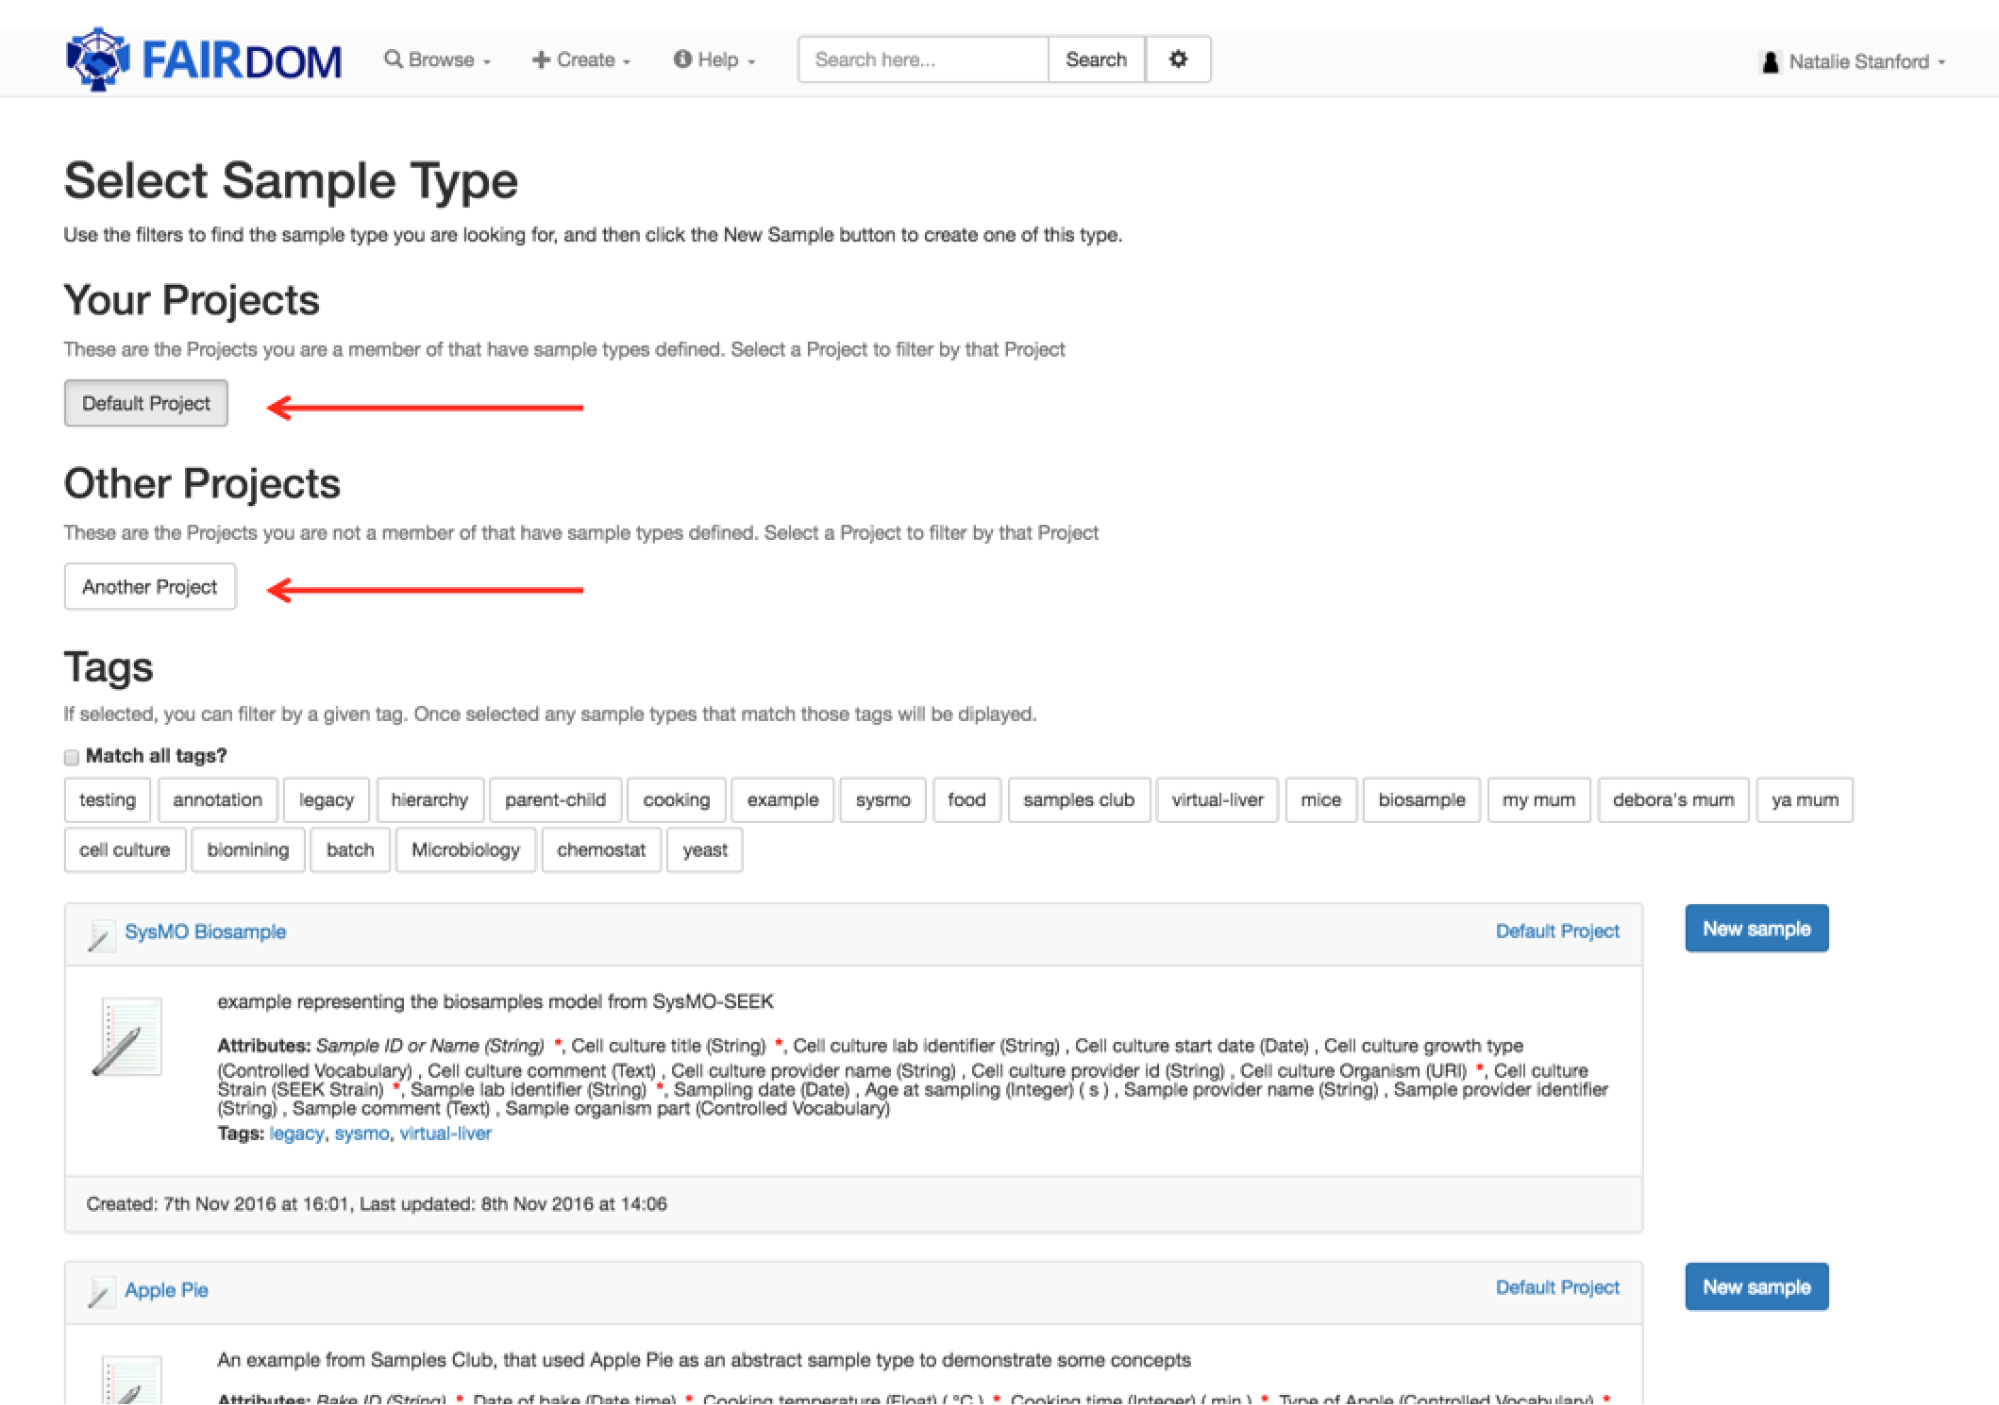 FAIRDOM Browse Create Help Search here... Search Natalie Stanford
Select Sample Type
Use the filters to find the sample type you are looking for, and then click the New Sample button to create one of this type.
Your Projects
These are the Projects you are a member of that have sample types defined. Select a Project to filter by that Project
Default Project
Other Projects
These are the Projects you are not a member of that have sample types defined. Select a Project to filter by that Project
Another Project
Tags
If selected, you can filter by a given tag. Once selected any sample types that match those tags will be diplayed.
Match all tags?
testing annotation legacy hierarchy parent-child cooking example sysmo food samples club virtual-liver mice biosample my mum debora's mum ya mum
cell culture biomining batch Microbiology chemostat yeast
SysMO Biosample Default Project New sample
example representing the biosamples model from SysMO-SEEK
Attributes: Sample ID or Name (String) *, Cell culture title (String) *, Cell culture lab identifier (String) , Cell culture start date (Date) , Cell culture growth type
(Controlled Vocabulary) , Cell culture comment (Text) , Cell culture provider name (String) , Cell culture provider id (String) , Cell culture Organism (URI) *, Cell culture
Strain (SEEK Strain) *, Sample lab identifier (String) *, Sampling date (Date) , Age at sampling (Integer) ( s ) , Sample provider name (String) , Sample provider identifier
(String) , Sample comment (Text) , Sample organism part (Controlled Vocabulary)
Tags: legacy, sysmo, virtual-liver
Created: 7th Nov 2016 at 16:01, Last updated: 8th Nov 2016 at 14:06
Apple Pie Default Project New sample
An example from Samples Club, that used Apple Pie as an abstract sample type to demonstrate some concepts
Attributes: Bake ID (String) * Date of bake (Date time) * Cooking temperature (Float) ( °C ) * Cooking time (Integer) ( min ) * Type of Apple (Controlled Vocabulary) *